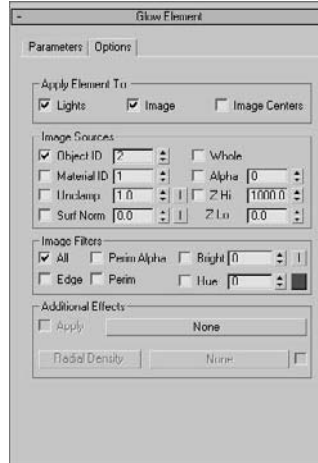 - Glow Element
Parameters Options
Apply Element To
Lights Image Image Centers
Image Sources
Object ID 2 Whole
Material ID 1 Alpha 0
Unclamp 1.0 I Z Hi 1000.0
Surf Norm 0.0 I Z Lo 0.0
Image Filters
All Perim Alpha Bright 0 I
Edge Perim Hue 0
Additional Effects
Apply None
Radial Density None